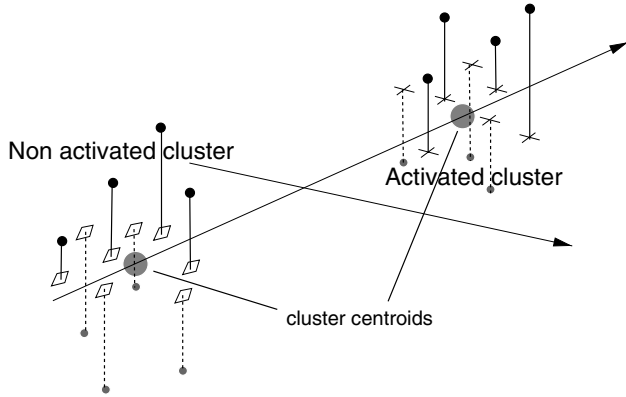 Non activated cluster
Activated cluster
cluster centroids